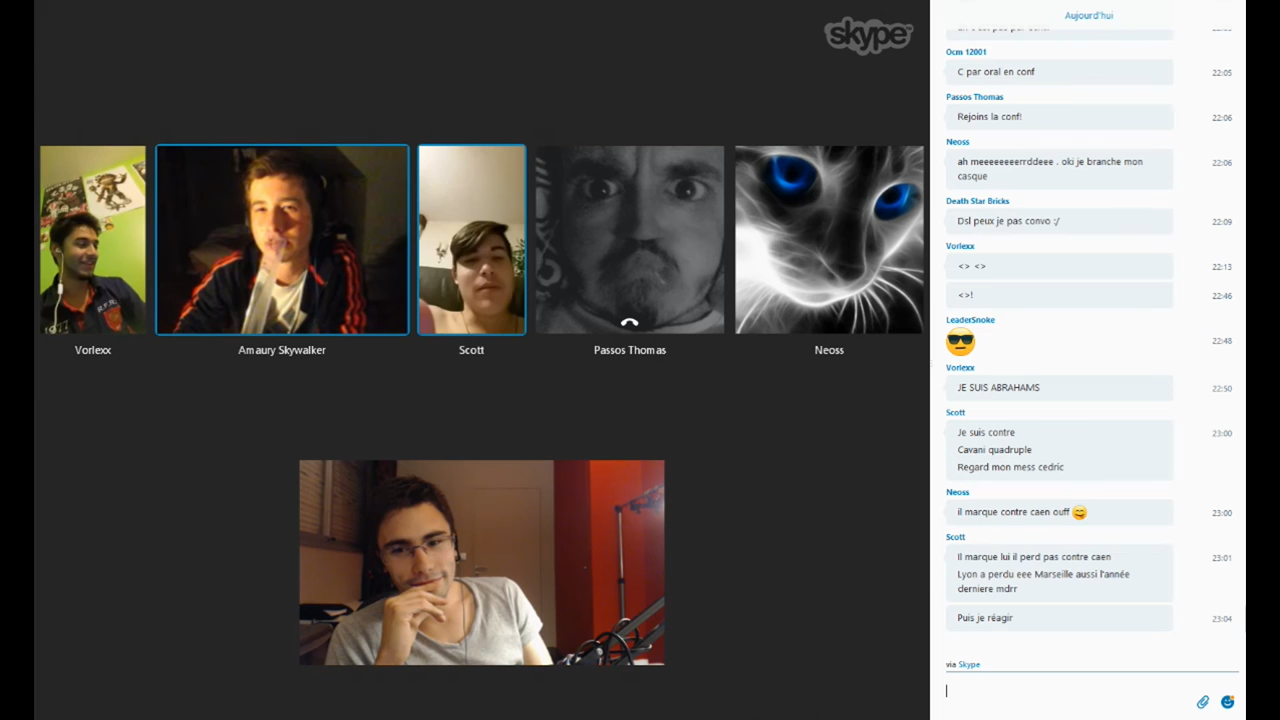 skype
Vorlexx
Amaury Skywalker
Scott
Passos Thomas
Neoss
Aujourd'hui
Ocm 12001
C par oral en conf
22:05
Passos Thomas
Rejoins la conf!
22:06
Neoss
ah meeeeeeerrdeee . oki je branche mon
casque
22:06
Death Star Bricks
Dsl peux je pas convo :/
22:09
Vorlexx
<> <>
22:13
<>!
22:46
LeaderSnoke
22:48
Vorlexx
JE SUIS ABRAHAMS
22:50
Scott
Je suis contre
23:00
Cavani quadruple
Regard mon mess cedric
Neoss
il marque contre caen ouff
23:00
Scott
Il marque lui il perd pas contre caen
23:01
Lyon a perdu eee Marseille aussi l'année
derniere mdrr
Puis je réagir
23:04
via Skype